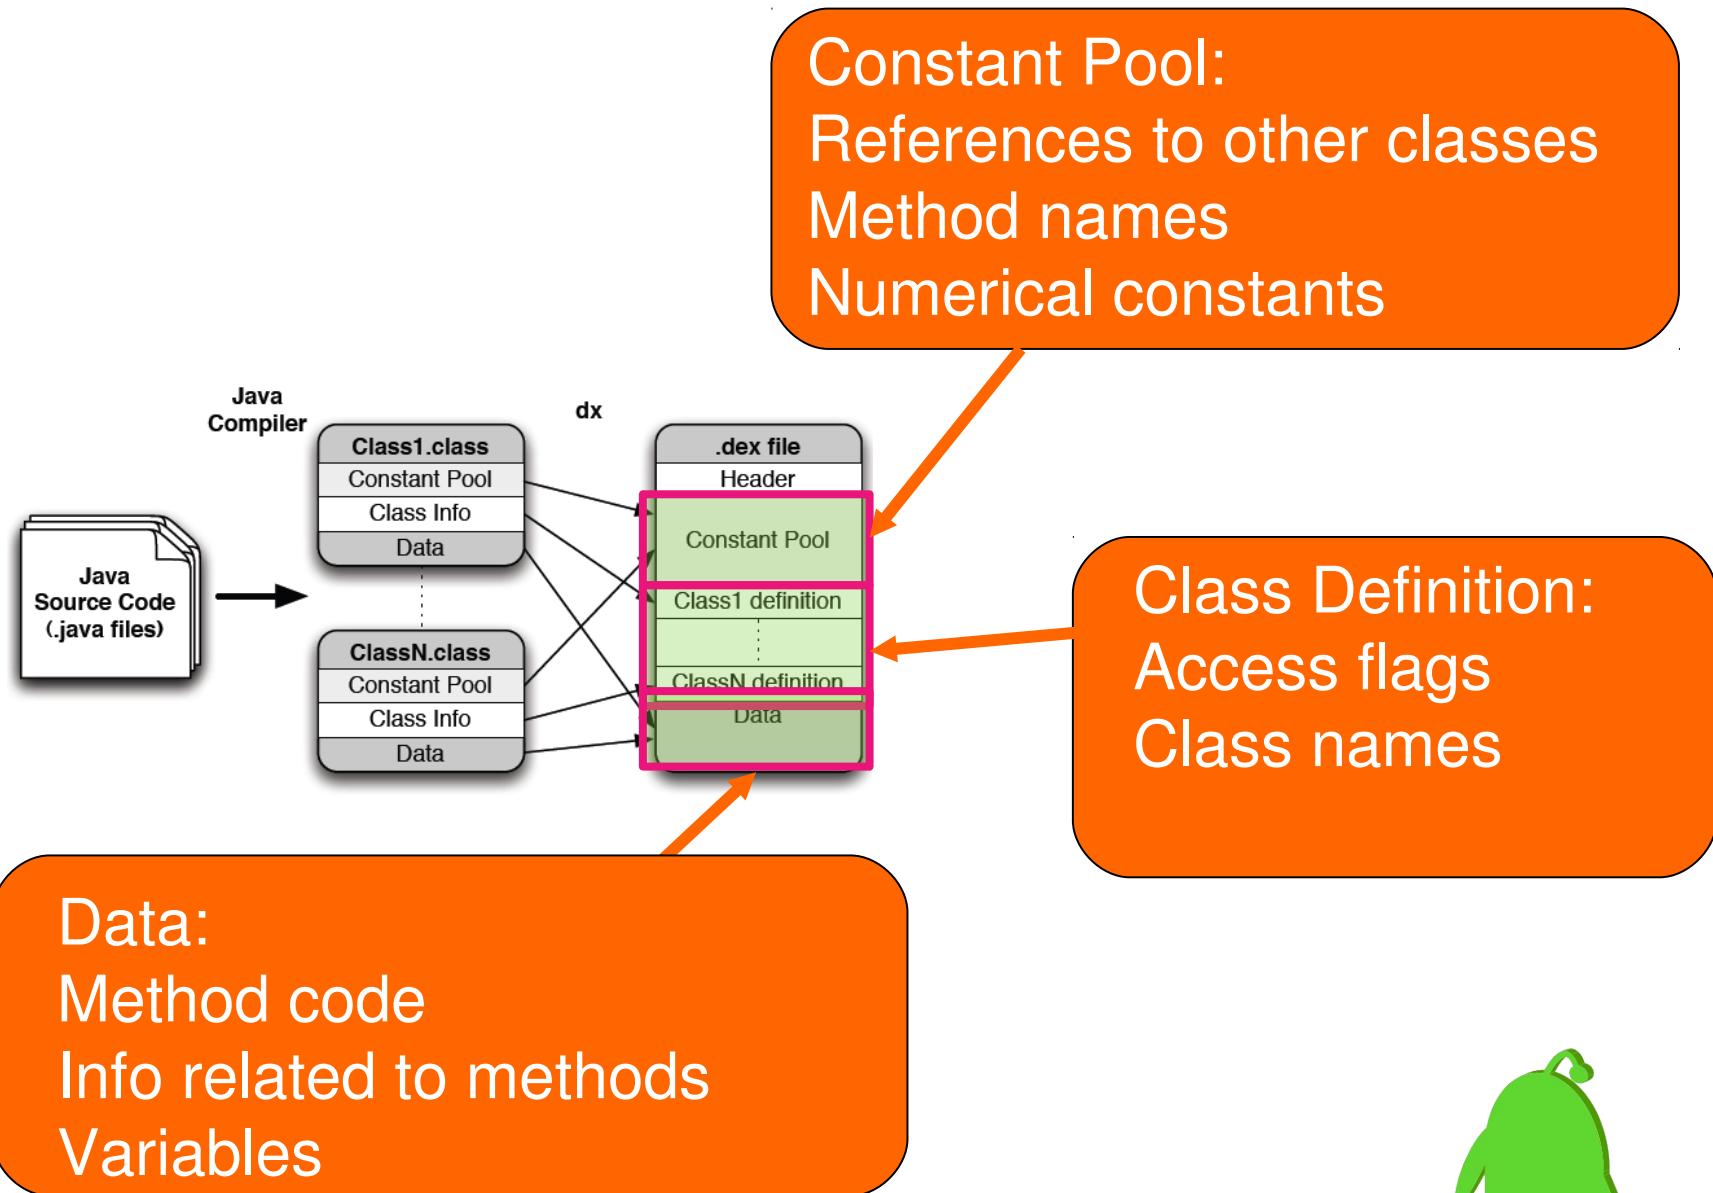 Constant Pool:
References to other classes
Method names
Numerical constants
Java
Compiler
dx
Class1.class
Constant Pool
Class Info
Data
.dex file
Header
Constant Pool
Class1 definition
ClassN definition
Data
Java
Source Code
(.java files)
ClassN.class
Constant Pool
Class Info
Data
Class Definition:
Access flags
Class names
Data:
Method code
Info related to methods
Variables